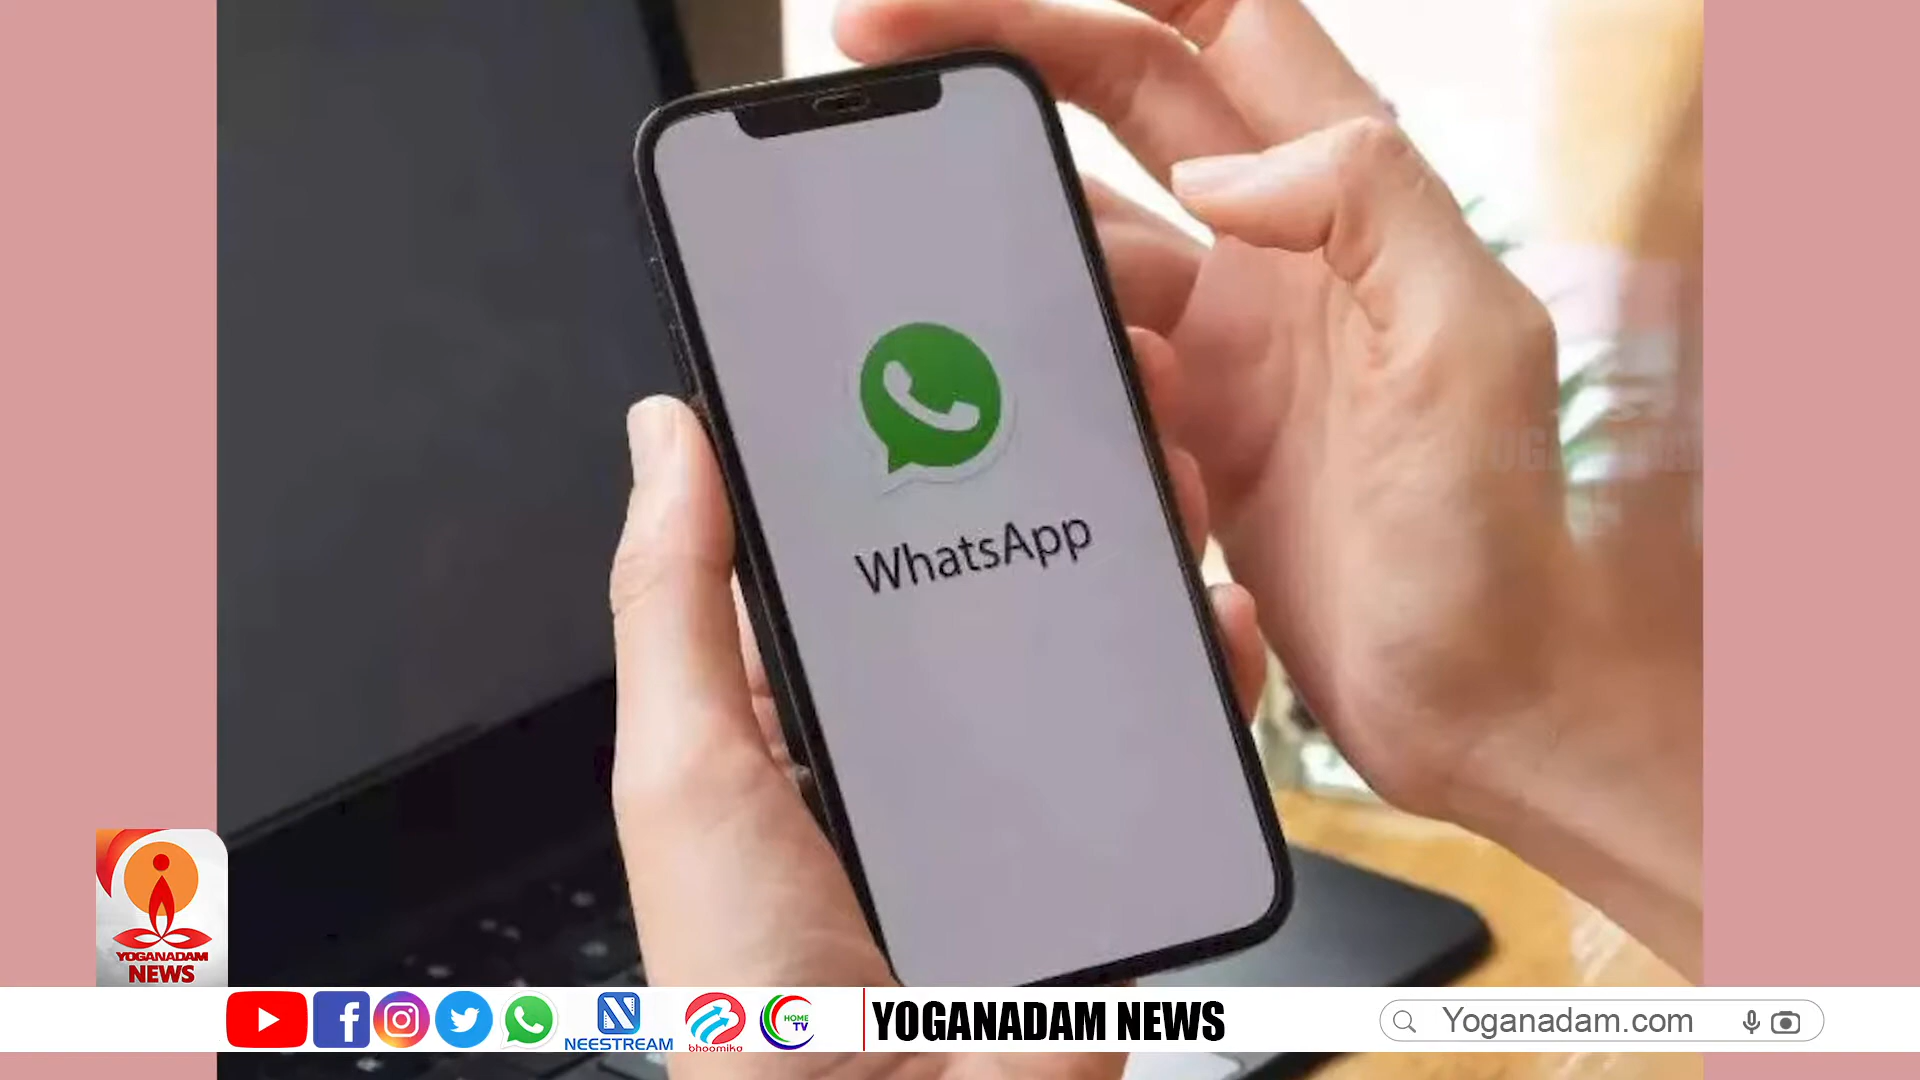 WhatsApp
YOGANADAM
NEWS
NEESTREAM
bhoomika
HOME
TV
YOGANADAM NEWS
Yoganadam.com